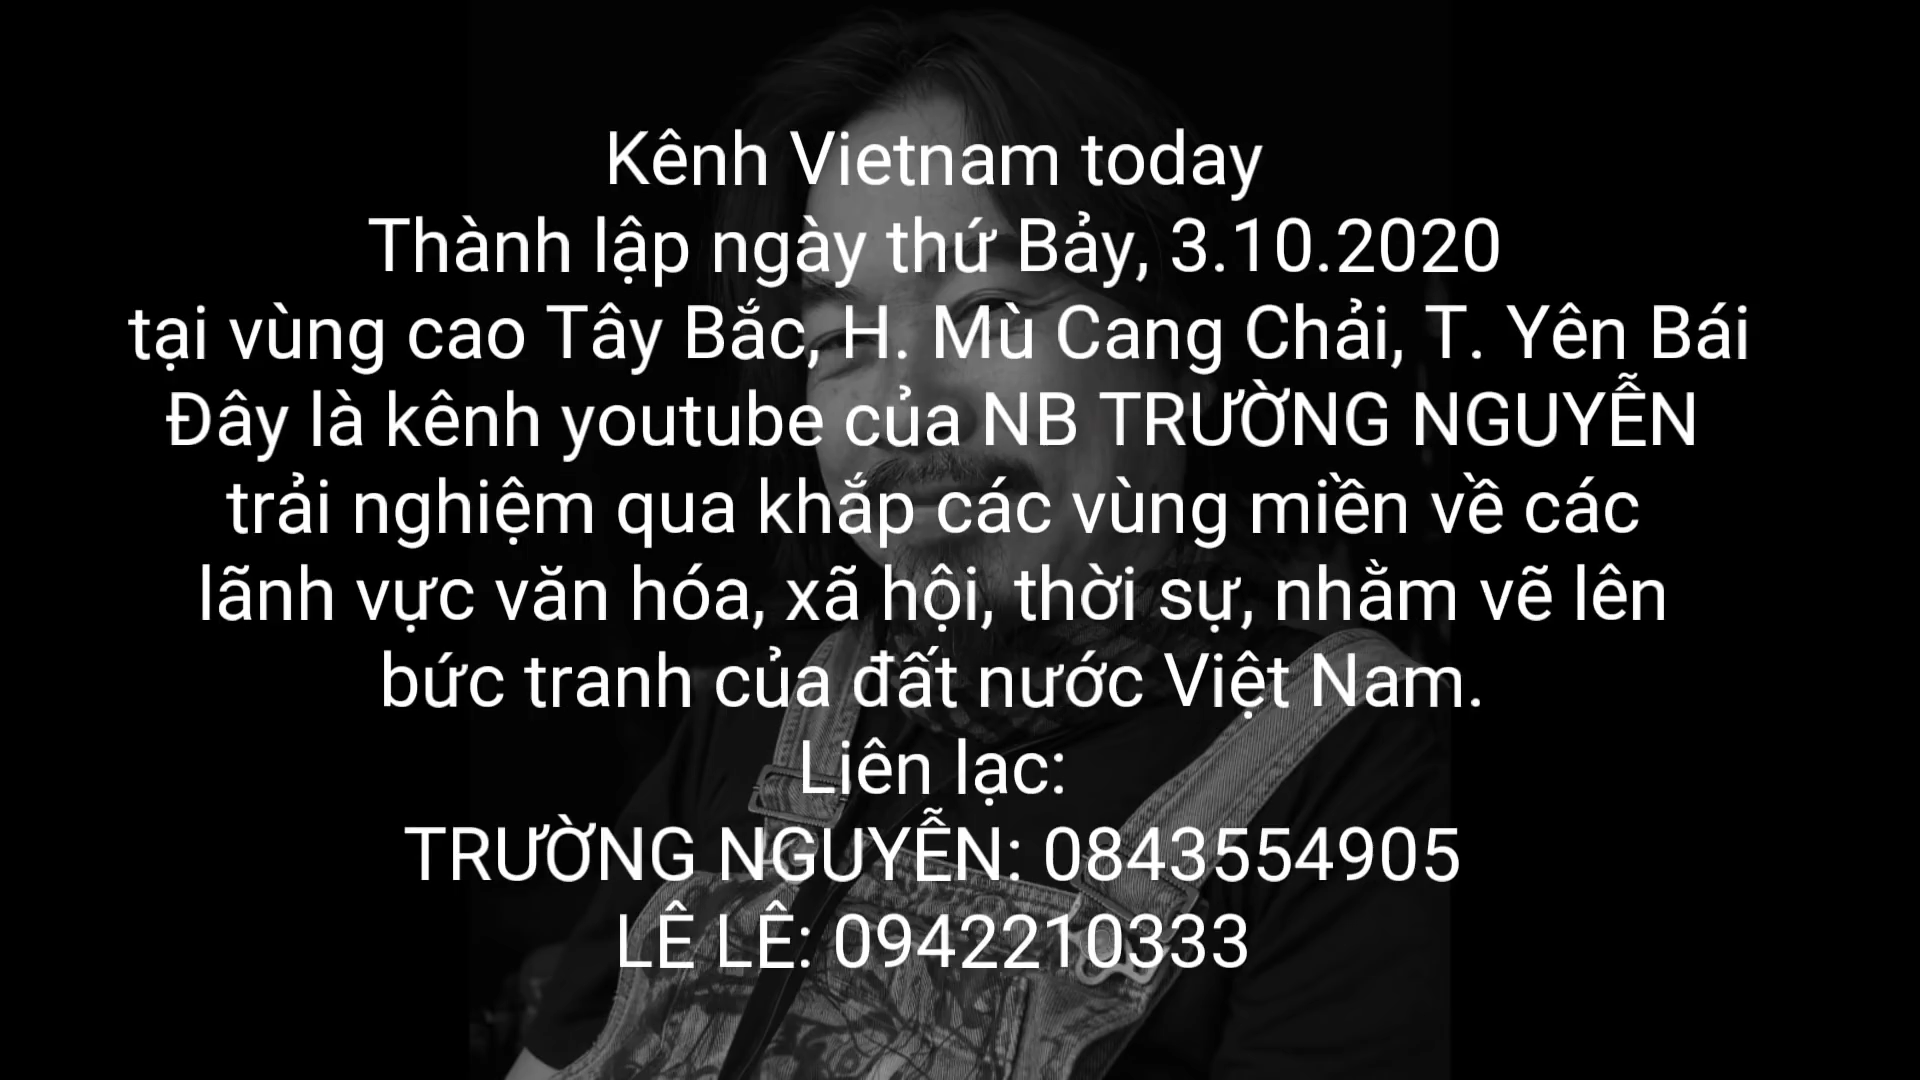 Kênh Vietnam today
Thành lập ngày thứ Bảy, 3.10.2020
tại vùng cao Tây Bắc, H. Mù Cang Chải, T. Yên Bái
Đây là kênh youtube của NB TRƯỜNG NGUYỄN
trải nghiệm qua khắp các vùng miền về các
lãnh vực văn hóa, xã hội, thời sự, nhằm vẽ lên
bức tranh của đất nước Việt Nam.
Liên lạc:
TRƯỜNG NGUYỄN: 0843554905
LÊ LÊ: 0942210333